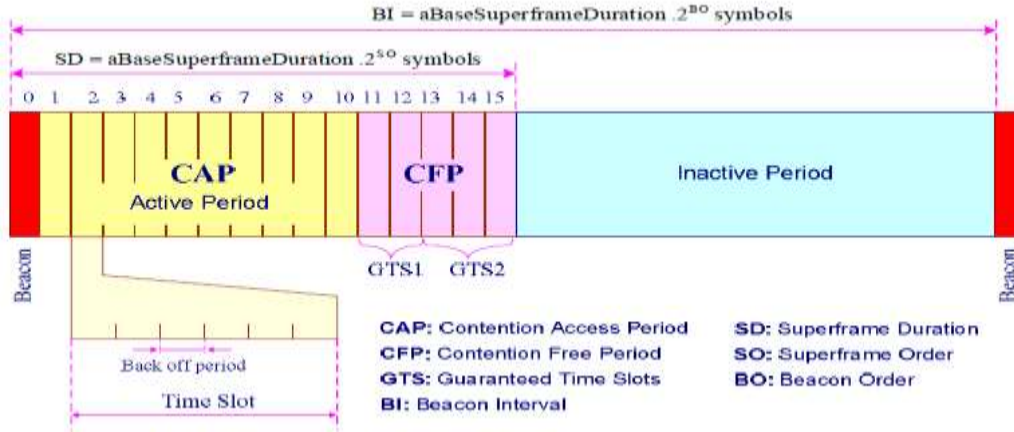 BI = aBaseSuperframeDuration .2^BO symbols
SD = aBaseSuperframeDuration .2^SO symbols
0 1 2 3 4 5 6 7 8 9 10 11 12 13 14 15
CAP
Active Period
CFP
Inactive Period
Beacon
GTS1 GTS2
Beacon
Back off period
Time Slot
CAP: Contention Access Period
CFP: Contention Free Period
GTS: Guaranteed Time Slots
BI: Beacon Interval
SD: Superframe Duration
SO: Superframe Order
BO: Beacon Order